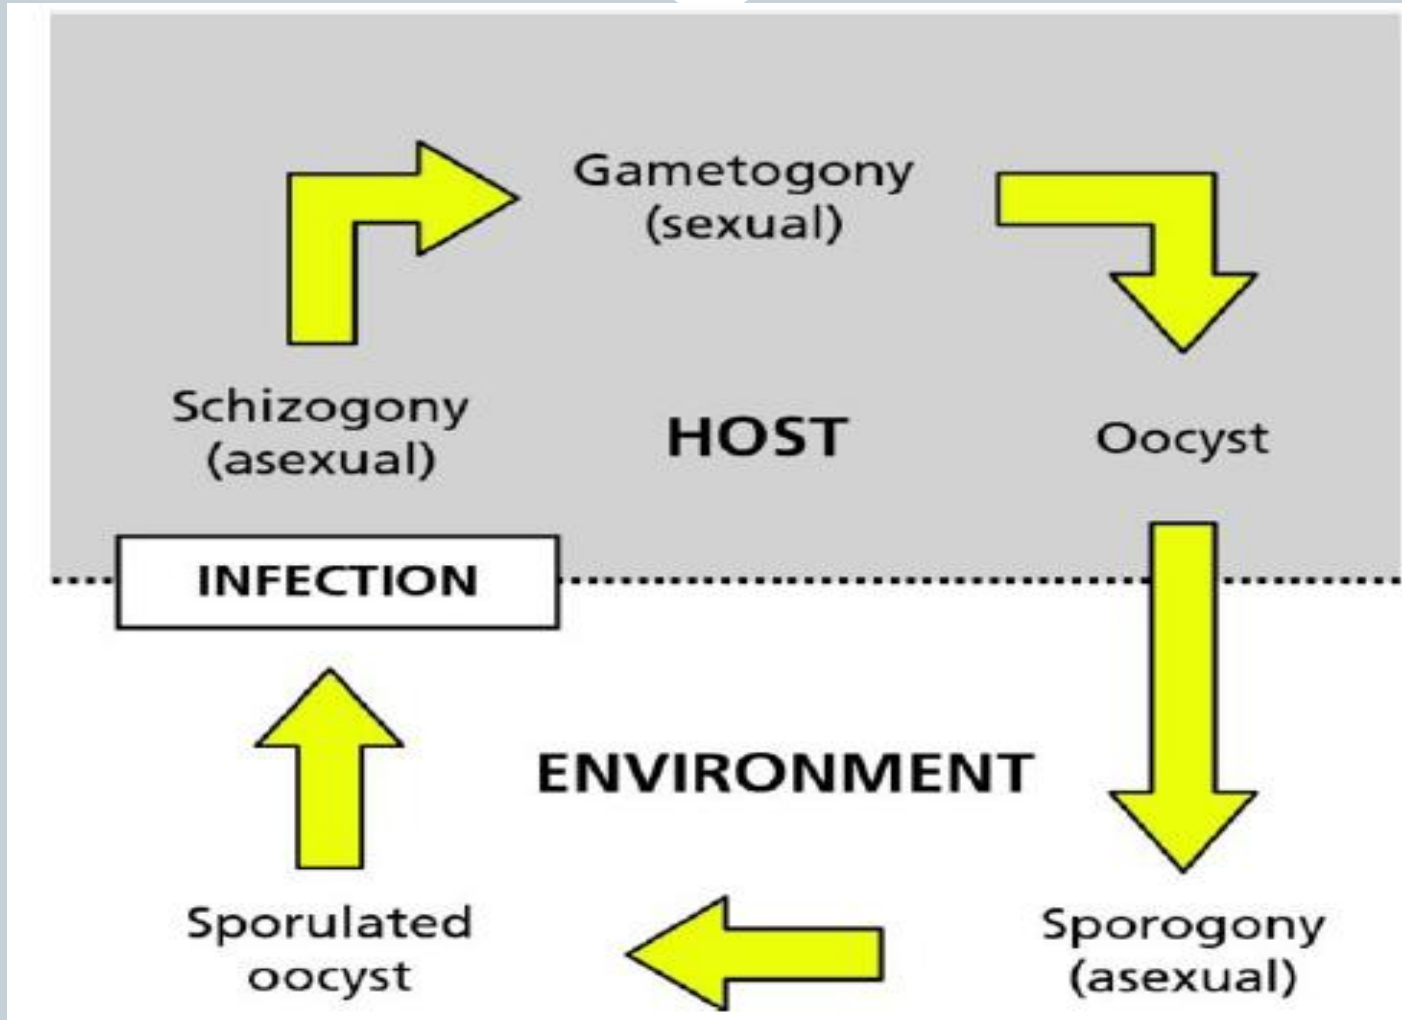 Gametogony
(sexual)
Schizogony
(asexual)
HOST
Oocyst
INFECTION
ENVIRONMENT
Sporulated
oocyst
Sporogony
(asexual)